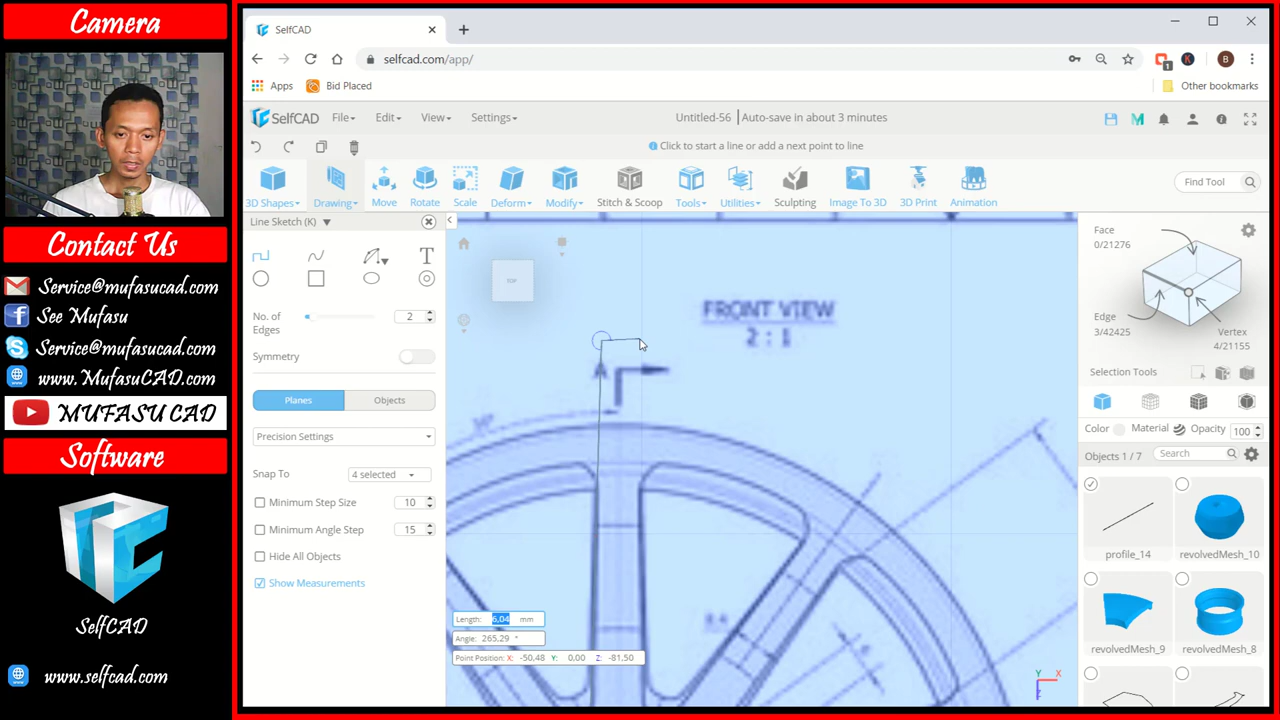 Camera
Contact Us
Service@mufasucad.com
See Mufasu
Service@mufasucad.com
www.MufasuCAD.com
MUFASU CAD
Software
SelfCAD
www.selfcad.com
SelfCAD
selfcad.com/app/
B
Apps
Bid Placed
Other bookmarks
SelfCAD
File
Edit
View
Settings
Untitled-56
Auto-save in about 3 minutes
Click to start a line or add a next point to line
3D Shapes
Drawing
Move
Rotate
Scale
Deform
Modify
Stitch & Scoop
Tools
Utilities
Sculpting
Image To 3D
3D Print
Animation
Find Tool
Line Sketch (K)
No. of Edges 2
Symmetry
Planes
Objects
Precision Settings
Snap To
4 selected
Minimum Step Size 10
Minimum Angle Step 15
Hide All Objects
Show Measurements
TOP
FRONT VIEW
2 : 1
A
Length: 6,04 mm
Angle: 265.29 °
Point Position: X: -50,48 Y: 0,00 Z: -81,50
Y
X
Z
Face
0/21276
Edge
3/42425
Vertex
4/21155
Selection Tools
Color
Material
Opacity
100
Objects 1 / 7
Search
profile_14
revolvedMesh_10
revolvedMesh_9
revolvedMesh_8